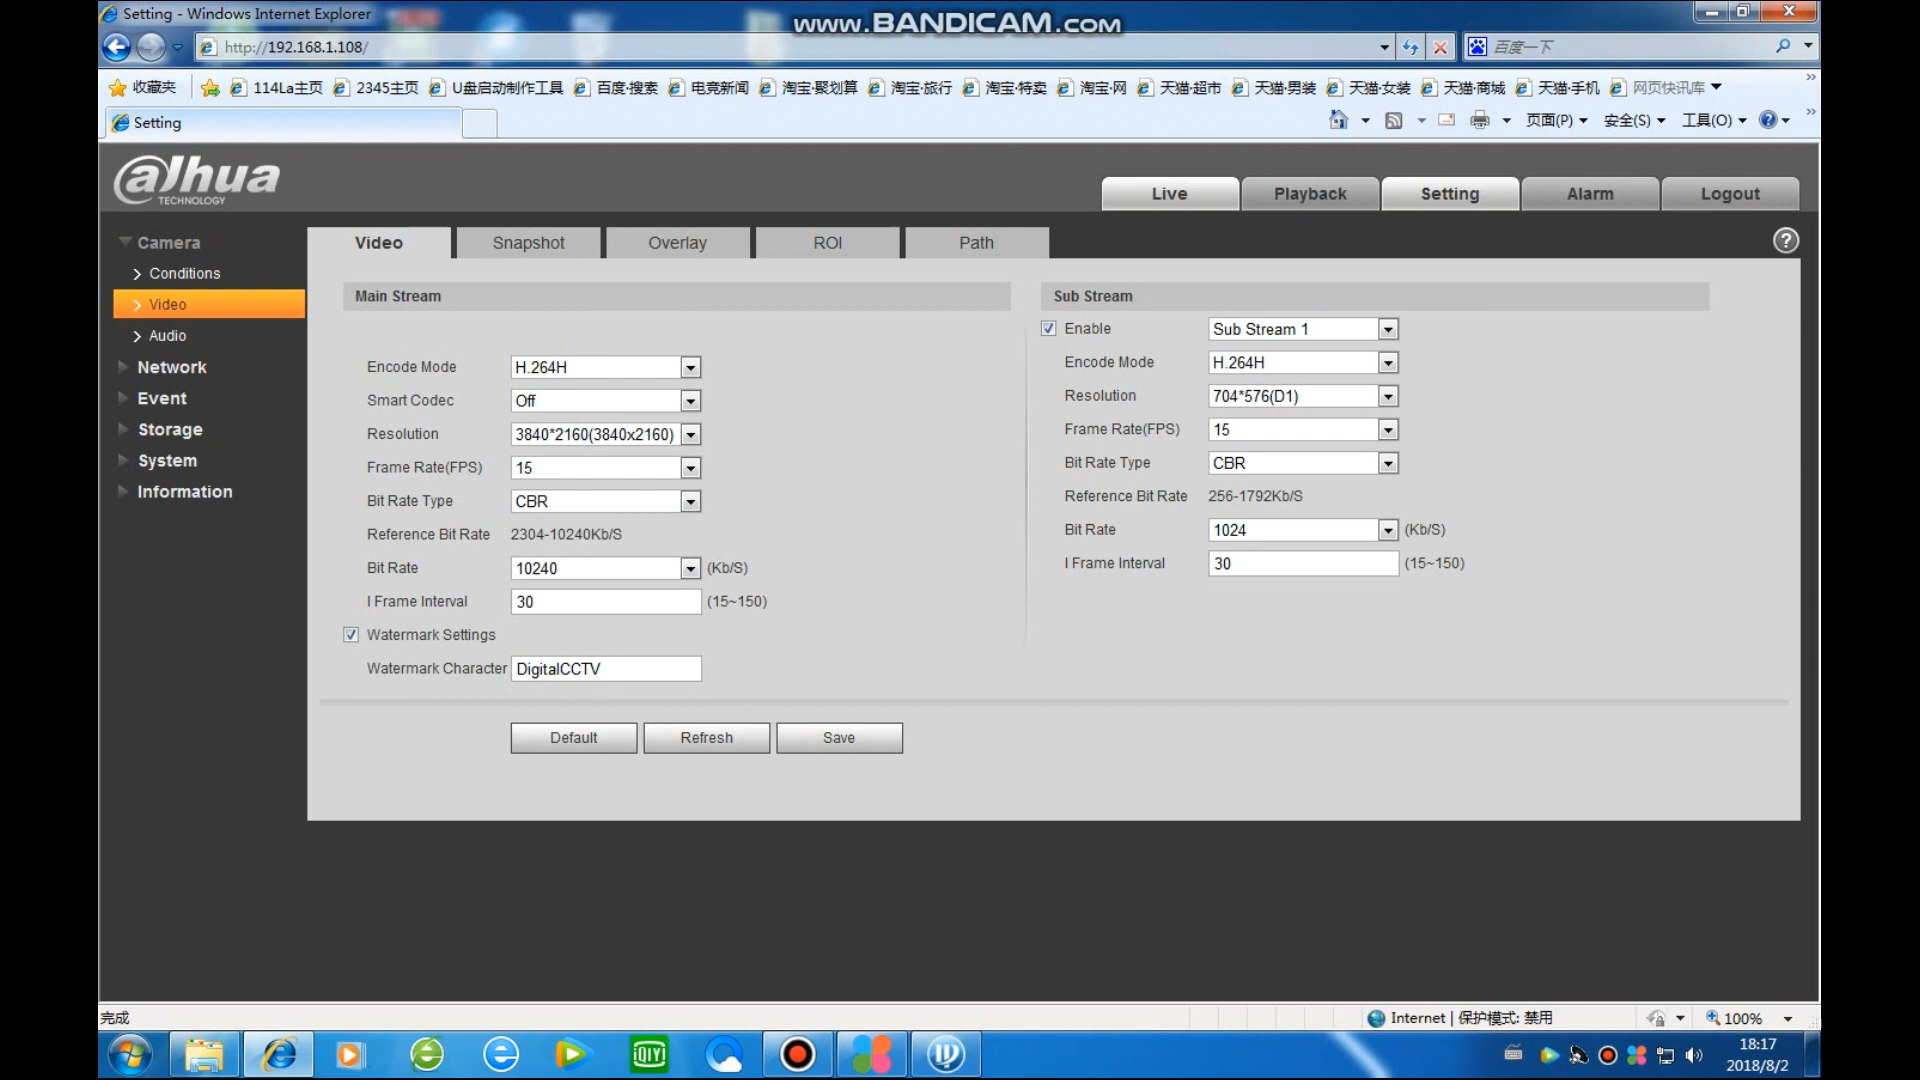 Setting - Windows Internet Explorer
www.BANDICAM.com
http://192.168.1.108/
百度一下
收藏夹 114La主页 2345主页 U盘启动制作工具 百度·搜索 电竞新闻 淘宝·聚划算 淘宝·旅行 淘宝·特卖 淘宝·网 天猫·超市 天猫·男装 天猫·女装 天猫·商城 天猫·手机 网页快讯库
Setting
页面(P) 安全(S) 工具(O)
alhua
TECHNOLOGY
Live Playback Setting Alarm Logout
Camera
Conditions
Video
Audio
Network
Event
Storage
System
Information
Video Snapshot Overlay ROI Path
Main Stream
Encode Mode H.264H
Smart Codec Off
Resolution 3840*2160(3840x2160)
Frame Rate(FPS) 15
Bit Rate Type CBR
Reference Bit Rate 2304-10240Kb/S
Bit Rate 10240 (Kb/S)
I Frame Interval 30 (15~150)
Watermark Settings
Watermark Character DigitalCCTV
Default Refresh Save
Sub Stream
Enable Sub Stream 1
Encode Mode H.264H
Resolution 704*576(D1)
Frame Rate(FPS) 15
Bit Rate Type CBR
Reference Bit Rate 256-1792Kb/S
Bit Rate 1024 (Kb/S)
I Frame Interval 30 (15~150)
完成
Internet | 保护模式: 禁用
100%
QIYI
18:17
2018/8/2